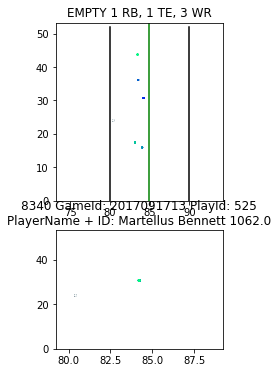 EMPTY 1 RB, 1 TE, 3 WR
50
40
30
20
10
0
75 80 85 90
8340 GameId: 2017091713 PlayId: 525
PlayerName + ID: Martellus Bennett 1062.0
40
20
0
80.0 82.5 85.0 87.5